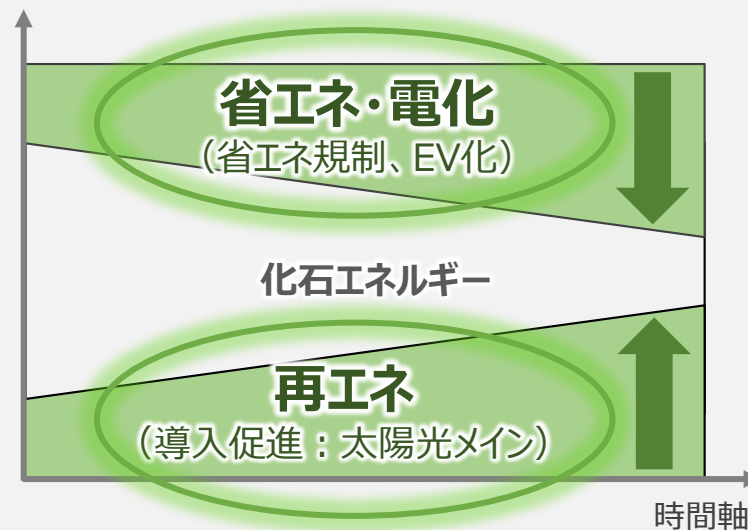 省エネ・電化
（省エネ規制、EV化）
化石エネルギー
再エネ
（導入促進：太陽光メイン）
時間軸